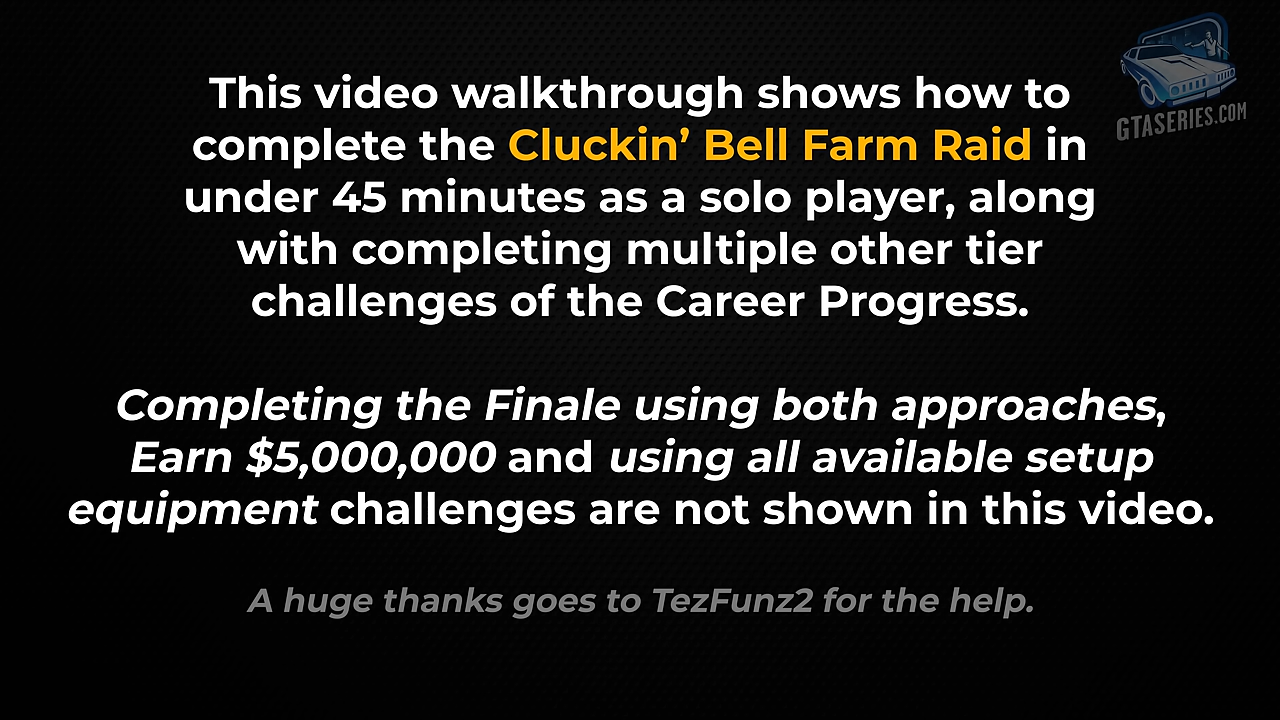 This video walkthrough shows how to
complete the Cluckin’ Bell Farm Raid in
under 45 minutes as a solo player, along
with completing multiple other tier
challenges of the Career Progress.
Completing the Finale using both approaches,
Earn $5,000,000 and using all available setup
equipment challenges are not shown in this video.
A huge thanks goes to TezFunz2 for the help.
GTASERIES.COM